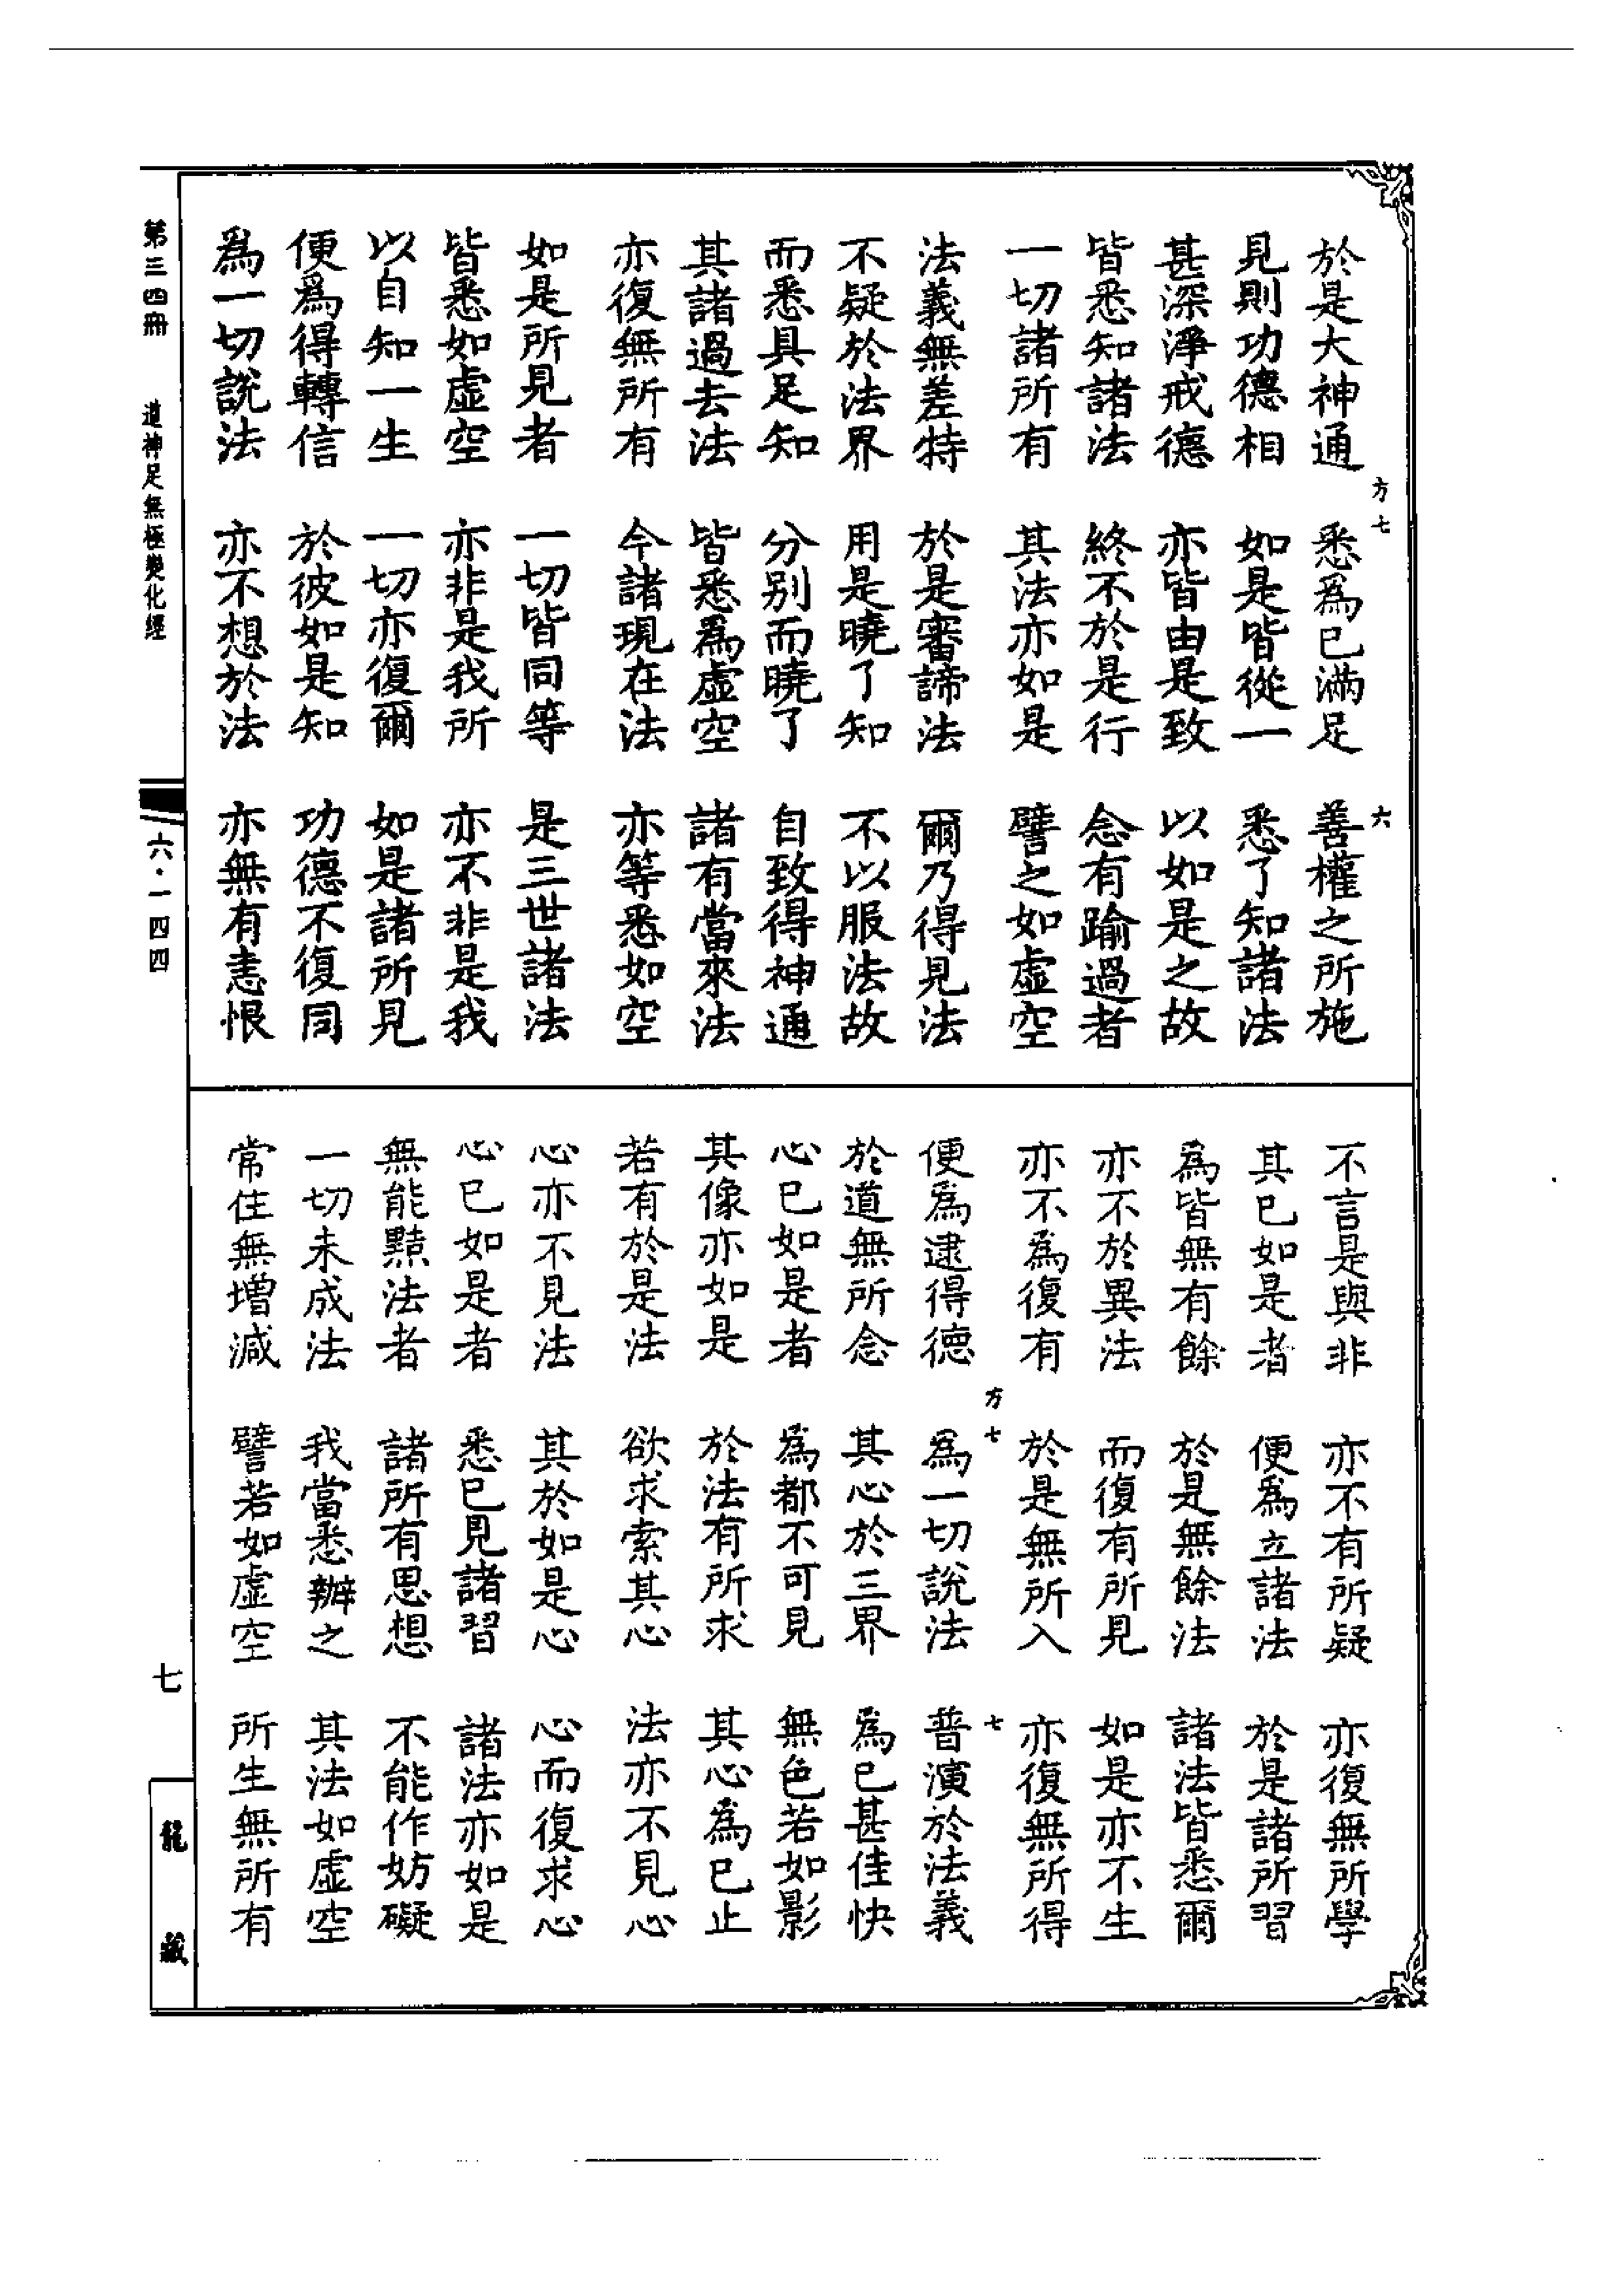 於是大神通　悉為已滿足　善權之所施
見則功德相　如是皆從一　悉了知諸法
甚深淨戒德　亦皆由是致　以如是之故
皆悉知諸法　終不於是行　念有踰過者
一切諸所有　其法亦如是　譬之如虛空
法義無差特　於是審諦法　爾乃得見法
不疑於法界　用是曉了知　不以服法故
而悉具足知　分別而曉了　自致得神通
其諸過去法　皆悉爲虛空　諸有當來法
亦復無所有　今諸現在法　亦等悉如空
如是所見者　一切皆同等　是三世諸法
皆悉如虛空　亦非是我所　亦不非是我
以自知一生　一切亦復爾　如是諸所見
便爲得轉信　於彼如是知　功德不復同
爲一切說法　亦不想於法　亦無有恚恨
方七
六
不言是與非　亦不有所疑　亦復無所學
其已如是者　便爲立諸法　於是諸所習
為皆無有餘　於是無餘法　諸法皆悉爾
亦不於異法　而復有所見　如是亦不生
亦不為復有　於是無所入　亦復無所得
方七
七
便爲逮得德　爲一切說法　普演於法義
於道無所念　其心於三界　為已甚佳快
心已如是者　為都不可見　無色若如影
其像亦如是　於法有所求　其心為已止
若有於是法　欲求索其心　法亦不見心
心亦不見法　其於如是心　心而復求心
心已如是者　悉已見諸習　諸法亦如是
無能黠法者　諸所有思想　不能作妨礙
一切未成法　我當悉辦之　其法如虛空
常住無增減　譬若如虛空　所生無所有
第三四冊
道神足無極變化經
六·一四四
七
龍藏